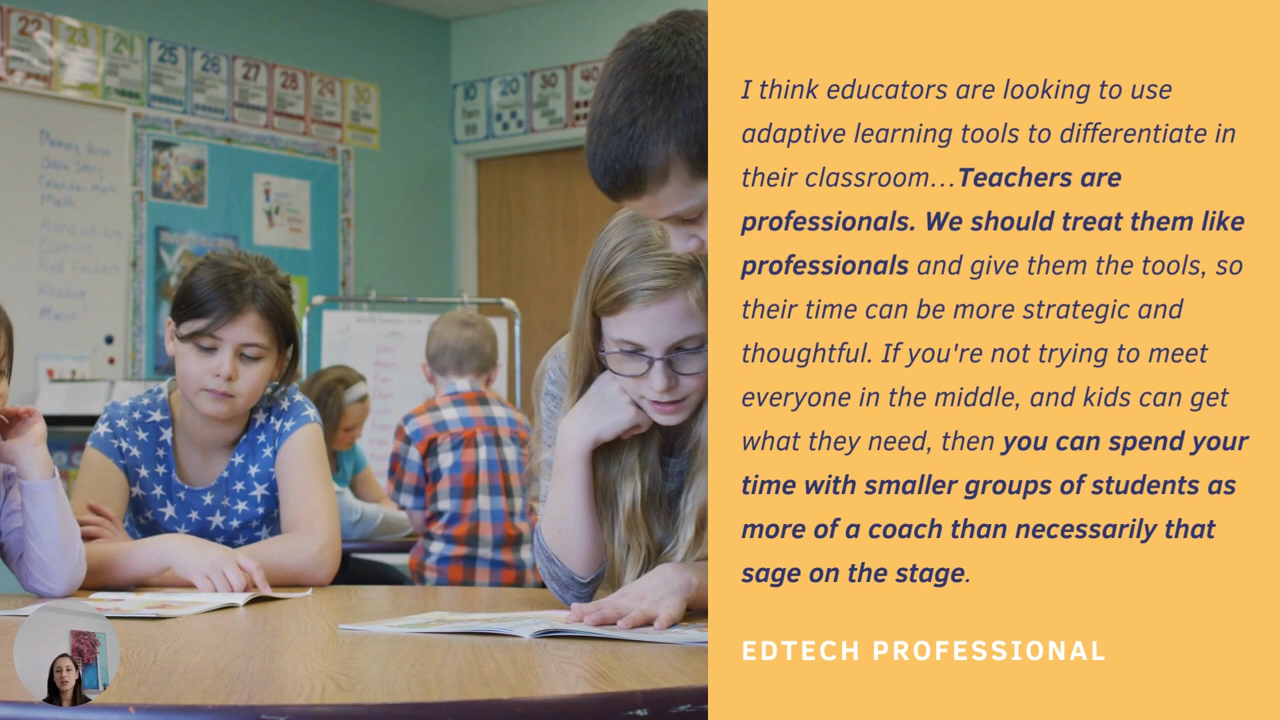 22
23
24
25
26
27
28
29
30
10
20
30
40
Calendar Math
Math
I think educators are looking to use
adaptive learning tools to differentiate in
their classroom…Teachers are
professionals. We should treat them like
professionals and give them the tools, so
their time can be more strategic and
thoughtful. If you're not trying to meet
everyone in the middle, and kids can get
what they need, then you can spend your
time with smaller groups of students as
more of a coach than necessarily that
sage on the stage.
EDTECH PROFESSIONAL